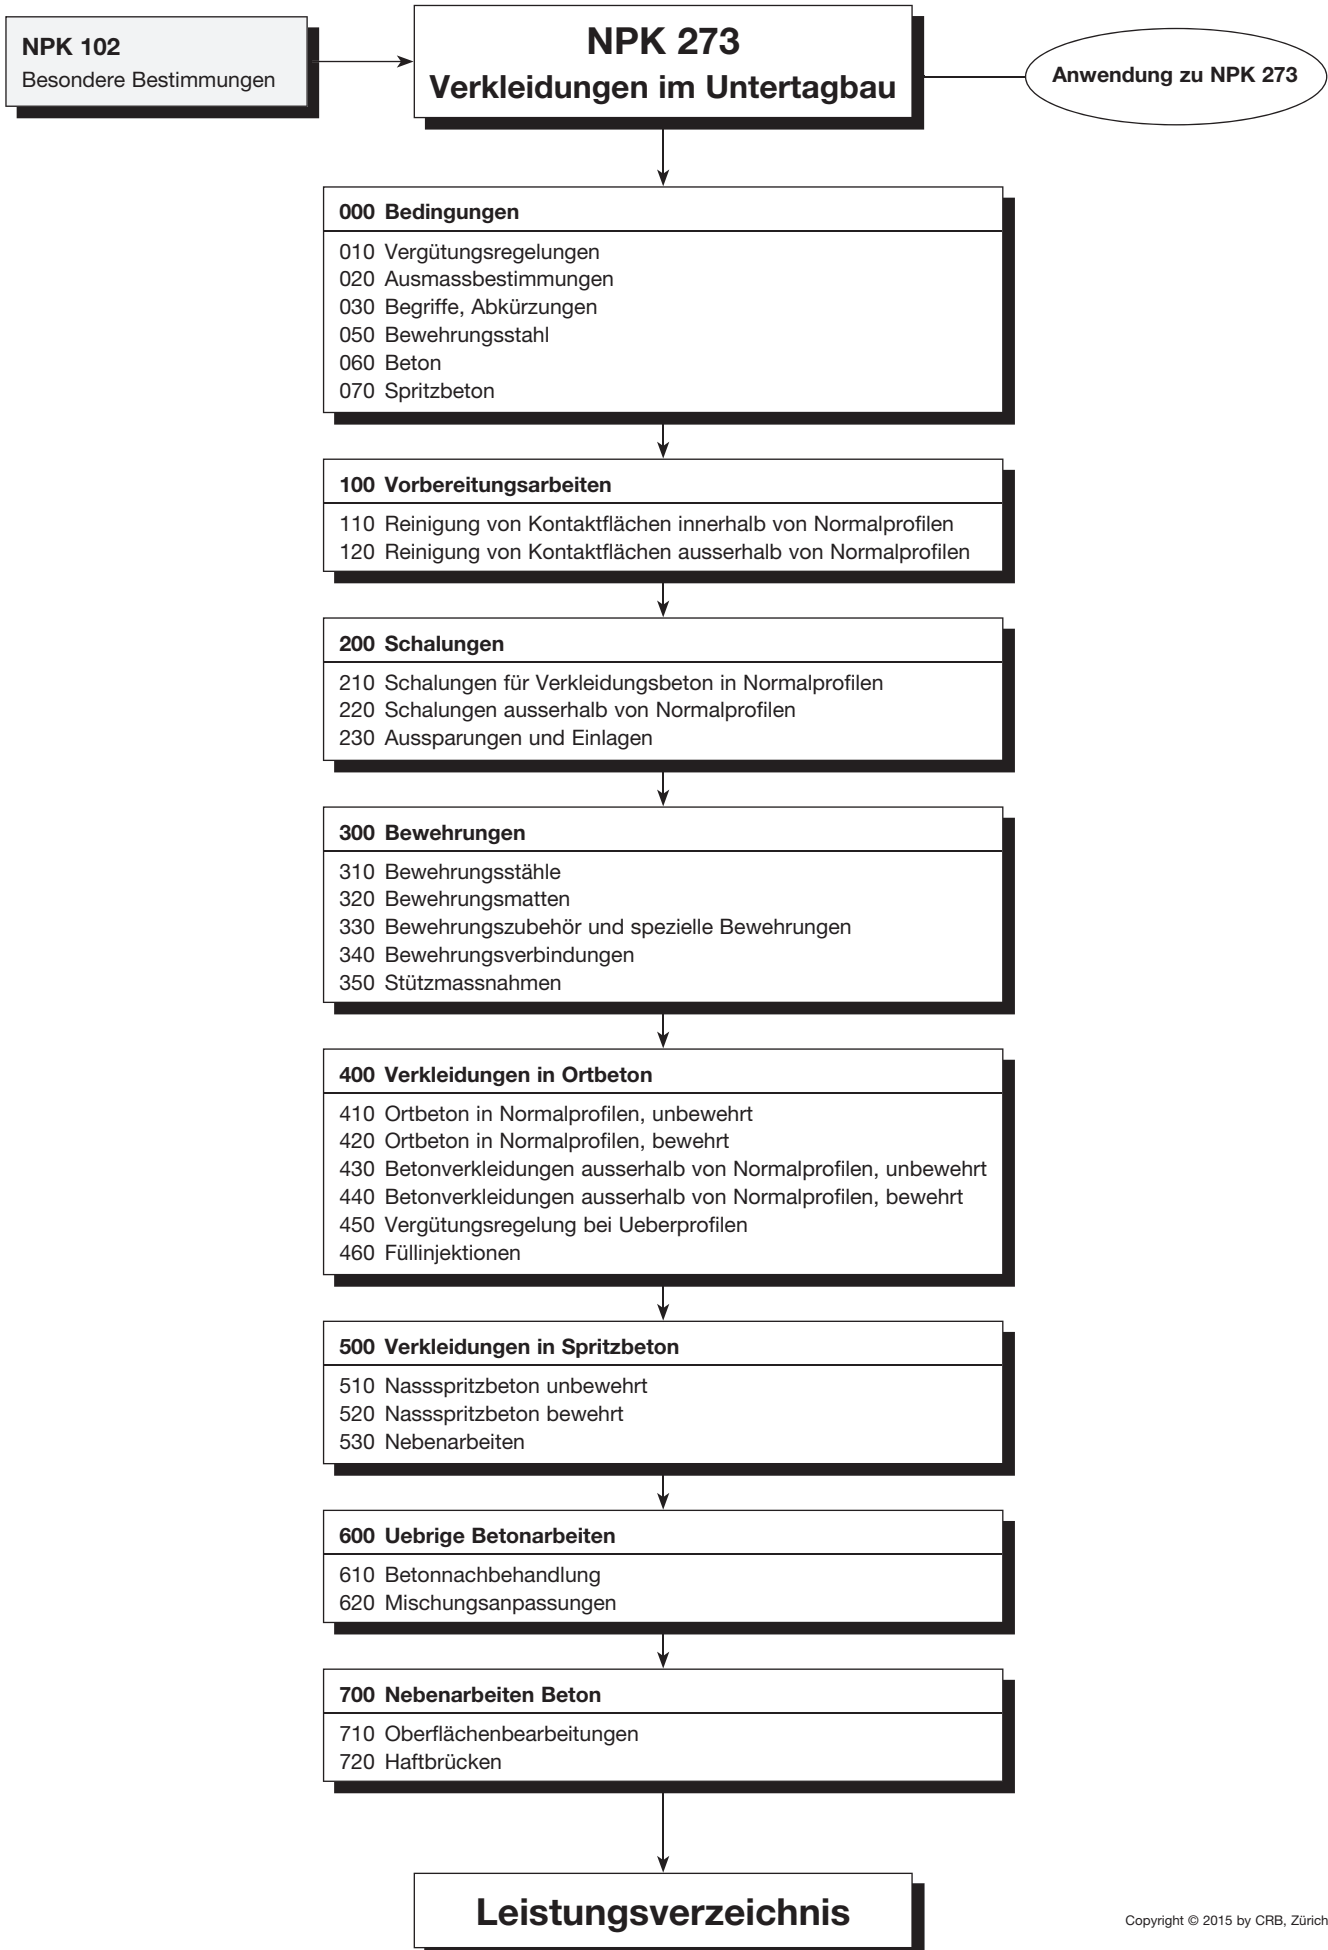 NPK 102
Besondere Bestimmungen
NPK 273
Verkleidungen im Untertagbau
Anwendung zu NPK 273
000 Bedingungen
010 Vergütungsregelungen
020 Ausmassbestimmungen
030 Begriffe, Abkürzungen
050 Bewehrungsstahl
060 Beton
070 Spritzbeton
100 Vorbereitungsarbeiten
110 Reinigung von Kontaktflächen innerhalb von Normalprofilen
120 Reinigung von Kontaktflächen ausserhalb von Normalprofilen
200 Schalungen
210 Schalungen für Verkleidungsbeton in Normalprofilen
220 Schalungen ausserhalb von Normalprofilen
230 Aussparungen und Einlagen
300 Bewehrungen
310 Bewehrungsstähle
320 Bewehrungsmatten
330 Bewehrungszubehör und spezielle Bewehrungen
340 Bewehrungsverbindungen
350 Stützmassnahmen
400 Verkleidungen in Ortbeton
410 Ortbeton in Normalprofilen, unbewehrt
420 Ortbeton in Normalprofilen, bewehrt
430 Betonverkleidungen ausserhalb von Normalprofilen, unbewehrt
440 Betonverkleidungen ausserhalb von Normalprofilen, bewehrt
450 Vergütungsregelung bei Ueberprofilen
460 Füllinjektionen
500 Verkleidungen in Spritzbeton
510 Nassspritzbeton unbewehrt
520 Nassspritzbeton bewehrt
530 Nebenarbeiten
600 Uebrige Betonarbeiten
610 Betonnachbehandlung
620 Mischungsanpassungen
700 Nebenarbeiten Beton
710 Oberflächenbearbeitungen
720 Haftbrücken
Leistungsverzeichnis
Copyright © 2015 by CRB, Zürich